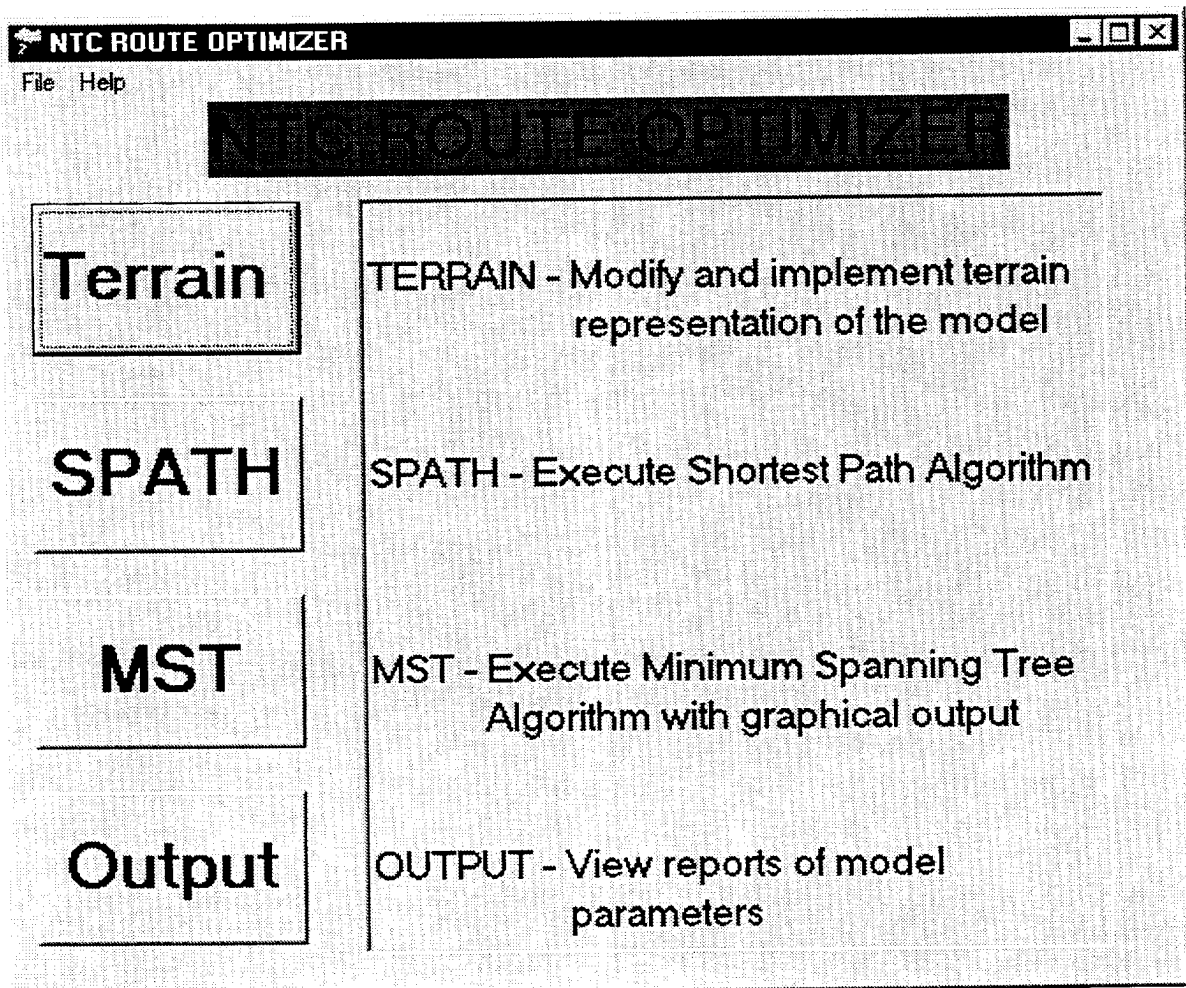 NTC ROUTE OPTIMIZER
File Help
NTC ROUTE OPTIMIZER
Terrain
TERRAIN - Modify and implement terrain
representation of the model
SPATH
SPATH - Execute Shortest Path Algorithm
MST
MST - Execute Minimum Spanning Tree
Algorithm with graphical output
Output
OUTPUT - View reports of model
parameters